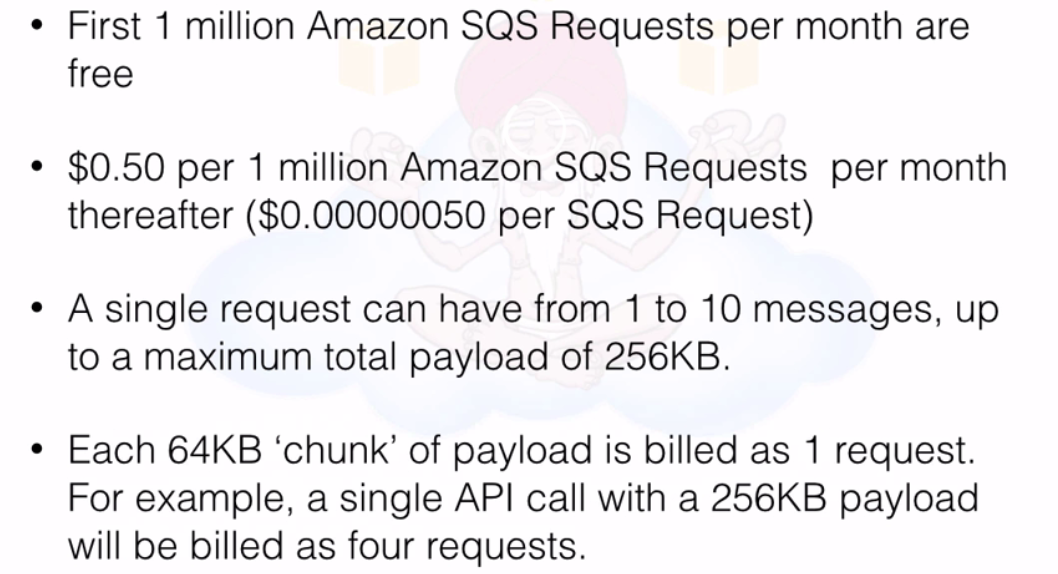 • First 1 million Amazon SQS Requests per month are
free
• $0.50 per 1 million Amazon SQS Requests  per month
thereafter ($0.00000050 per SQS Request)
• A single request can have from 1 to 10 messages, up
to a maximum total payload of 256KB.
• Each 64KB ‘chunk’ of payload is billed as 1 request.
For example, a single API call with a 256KB payload
will be billed as four requests.